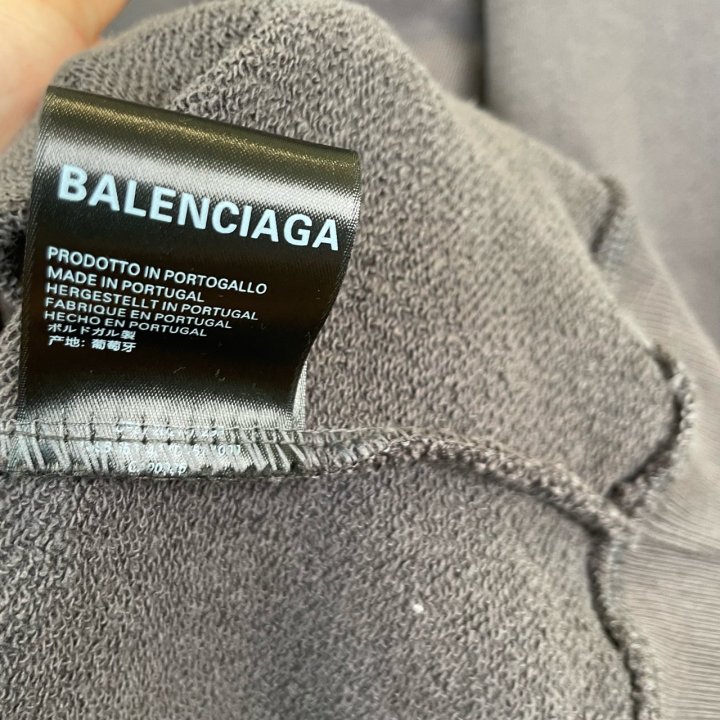 BALENCIAGA
PRODOTTO IN PORTOGALLO
MADE IN PORTUGAL
HERGESTELLT IN PORTUGAL
FABRIQUE EN PORTUGAL
HECHO EN PORTUGAL
ポルドガル製
产地: 葡萄牙